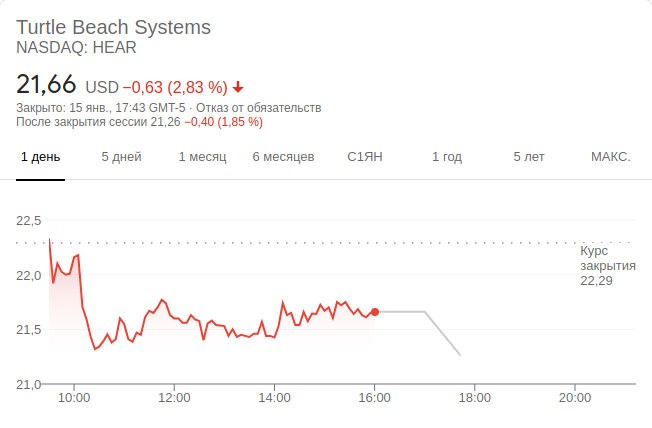 Turtle Beach Systems
NASDAQ: HEAR
21,66 USD −0,63 (2,83 %)
Закрыто: 15 янв., 17:43 GMT-5 · Отказ от обязательств
После закрытия сессии 21,26 −0,40 (1,85 %)
1 день 5 дней 1 месяц 6 месяцев С1ЯН 1 год 5 лет МАКС.
22,5
Курс
закрытия
22,29
22,0
21,5
21,0
10:00 12:00 14:00 16:00 18:00 20:00